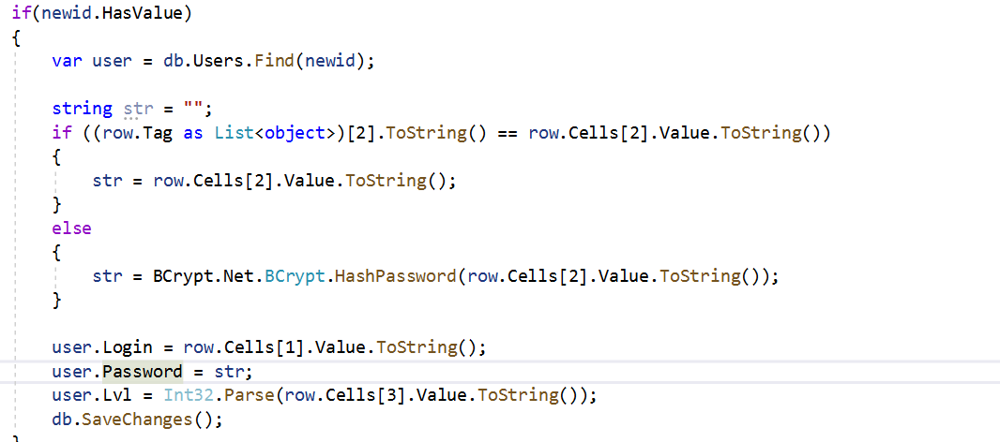 if(newid.HasValue)
{
var user = db.Users.Find(newid);
string str = "";
if ((row.Tag as List<object>)[2].ToString() == row.Cells[2].Value.ToString())
{
str = row.Cells[2].Value.ToString();
}
else
{
str = BCrypt.Net.BCrypt.HashPassword(row.Cells[2].Value.ToString());
}
user.Login = row.Cells[1].Value.ToString();
user.Password = str;
user.Lvl = Int32.Parse(row.Cells[3].Value.ToString());
db.SaveChanges();
}